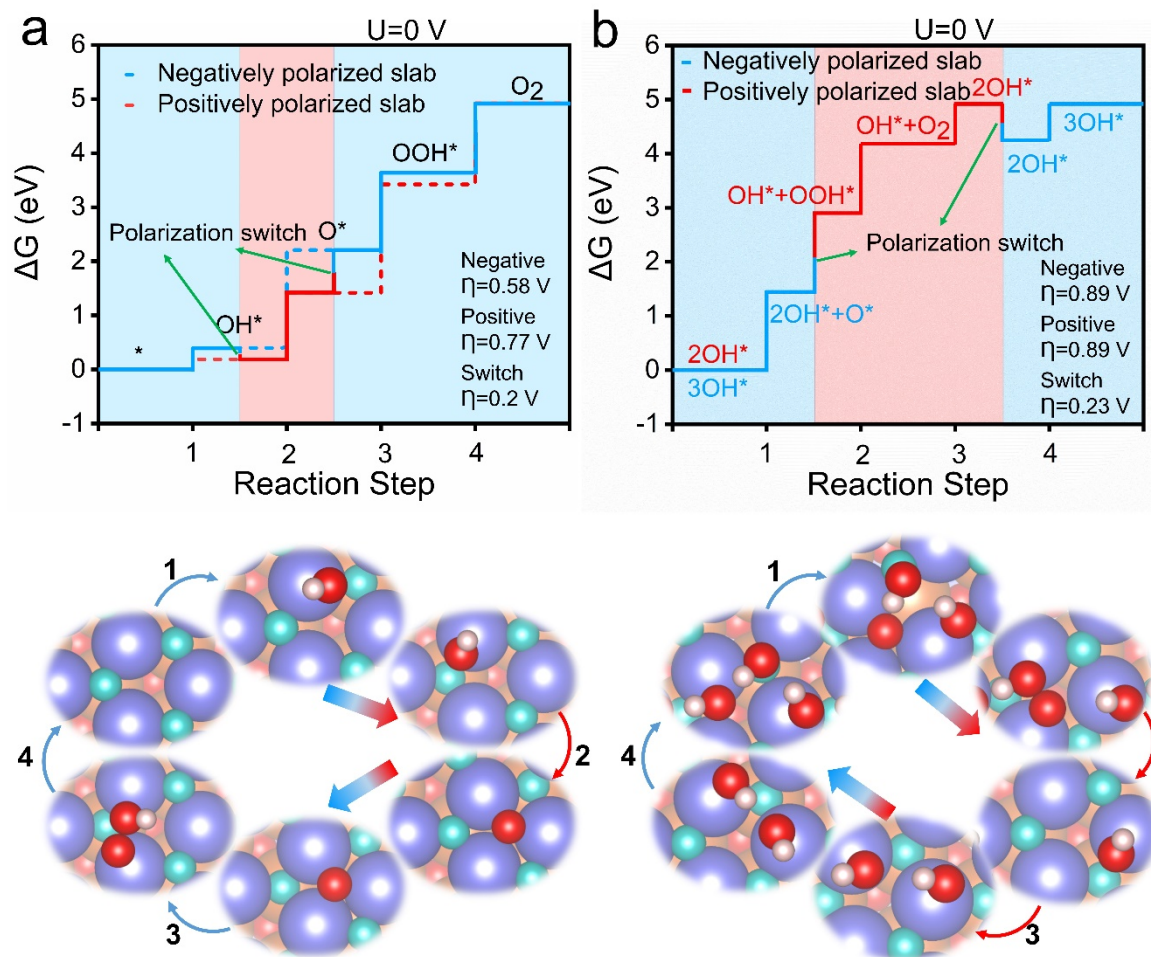 a
U=0 V
6
5
4
3
2
1
0
-1
ΔG (eV)
Negatively polarized slab
Positively polarized slab
O2
OOH*
O*
Polarization switch
OH*
*
Negative
η=0.58 V
Positive
η=0.77 V
Switch
η=0.2 V
1 2 3 4
Reaction Step
b
U=0 V
6
5
4
3
2
1
0
-1
ΔG (eV)
Negatively polarized slab
Positively polarized slab
2OH*
OH*+O2
3OH*
2OH*
OH*+OOH*
Polarization switch
2OH*+O*
2OH*
3OH*
Negative
η=0.89 V
Positive
η=0.89 V
Switch
η=0.23 V
1 2 3 4
Reaction Step
1
2
3
4
1
2
3
4